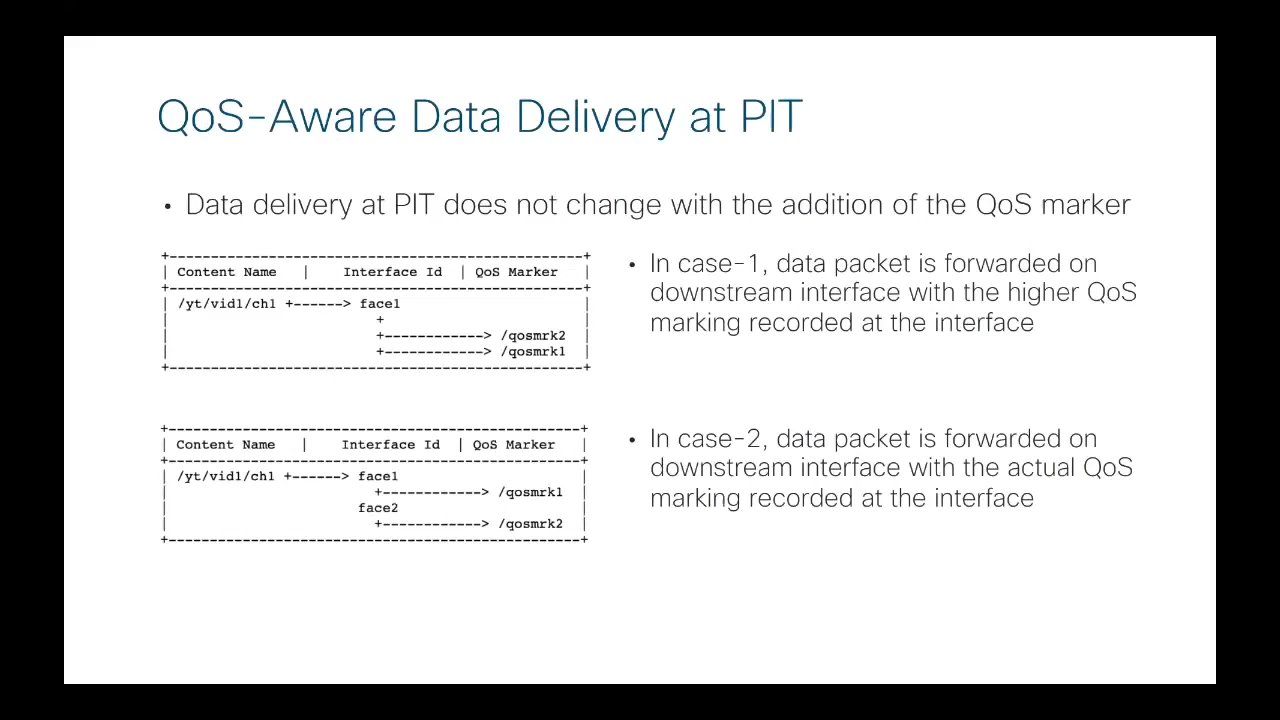 QoS-Aware Data Delivery at PIT
• Data delivery at PIT does not change with the addition of the QoS marker
+---------------------------------------------------+
| Content Name   |    Interface Id  | QoS Marker   |
+---------------------------------------------------+
| /yt/vid1/ch1 +------> face1                       |
|                          +                        |
|                          +------------> /qosmrk2  |
|                          +------------> /qosmrk1  |
+---------------------------------------------------+
• In case-1, data packet is forwarded on
downstream interface with the higher QoS
marking recorded at the interface
+---------------------------------------------------+
| Content Name   |    Interface Id  | QoS Marker   |
+---------------------------------------------------+
| /yt/vid1/ch1 +------> face1                       |
|                          +------------> /qosmrk1  |
|                       face2                       |
|                          +------------> /qosmrk2  |
+---------------------------------------------------+
• In case-2, data packet is forwarded on
downstream interface with the actual QoS
marking recorded at the interface